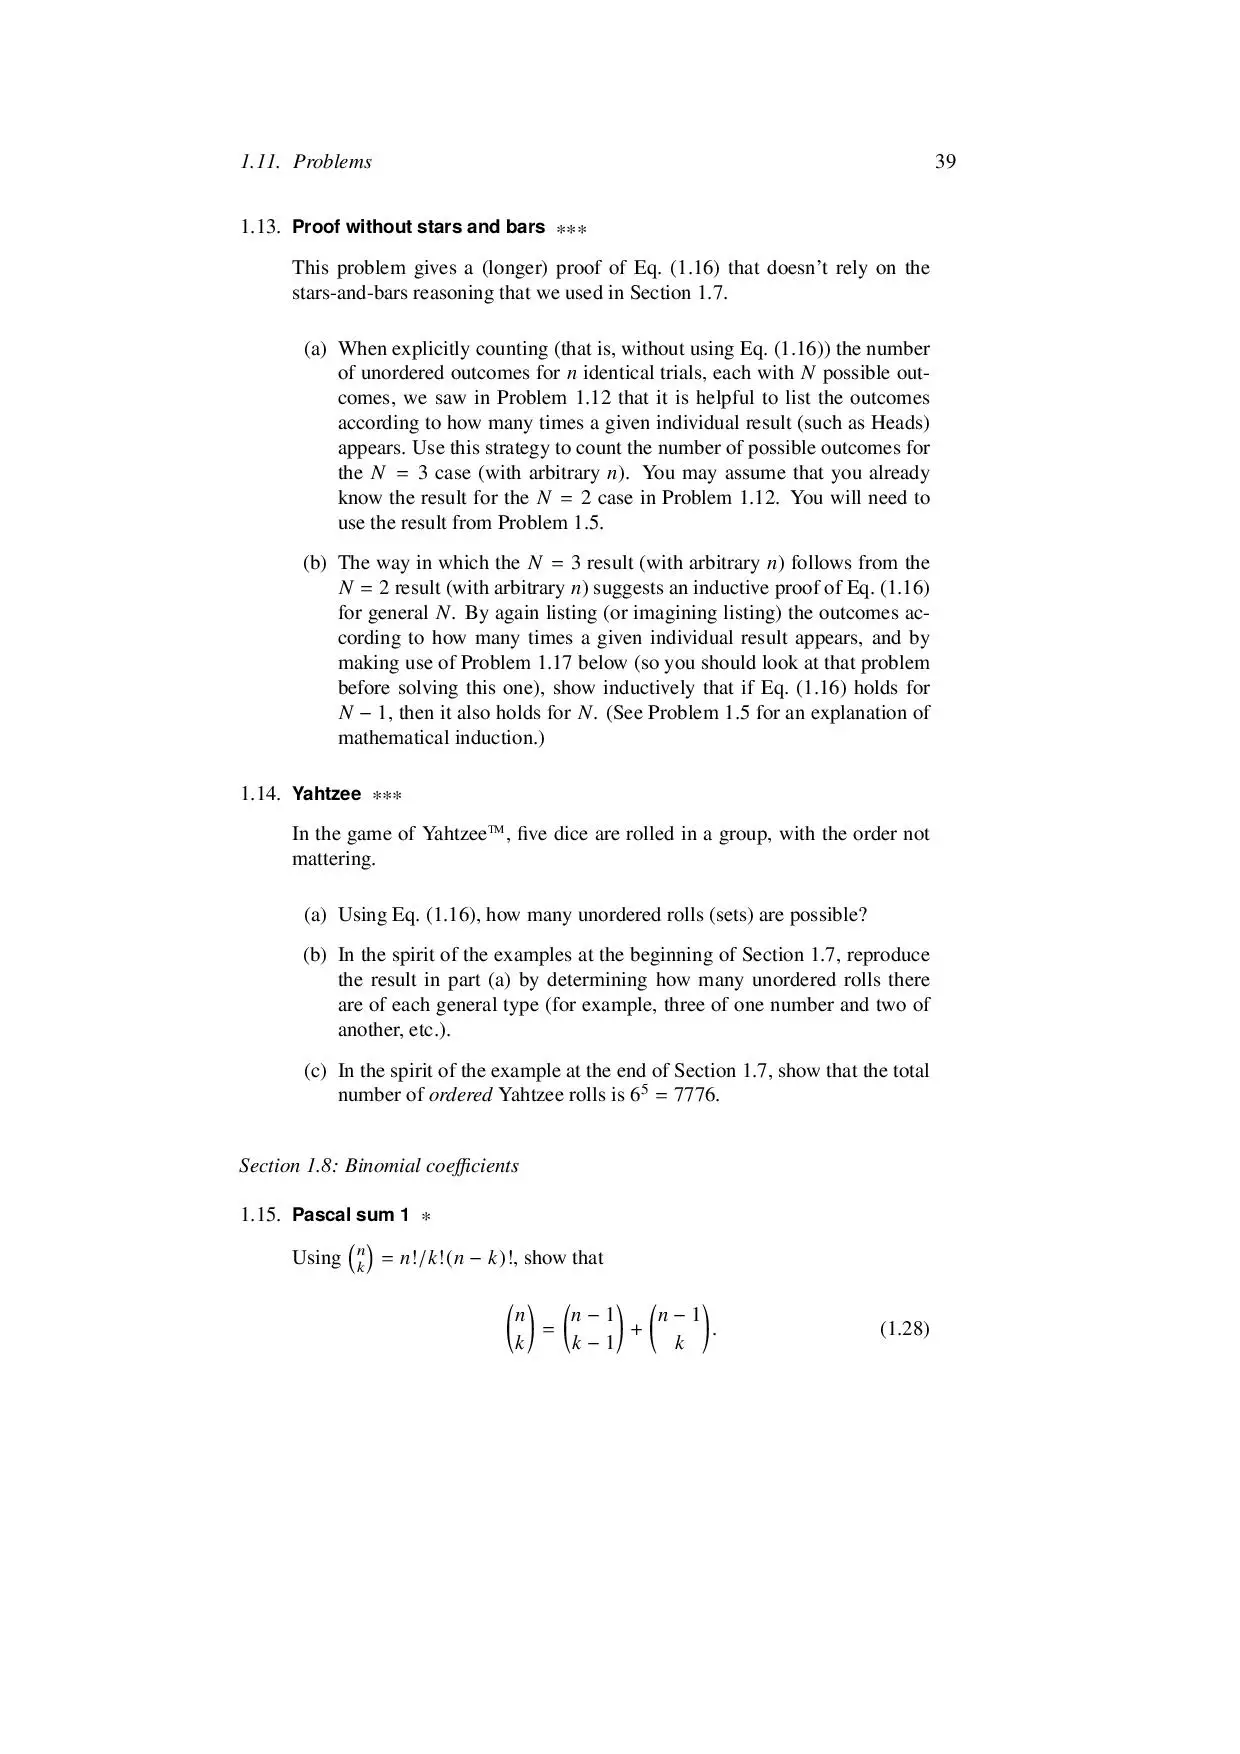 1.11. Problems 39
1.13. Proof without stars and bars ∗∗∗
This problem gives a (longer) proof of Eq. (1.16) that doesn’t rely on the
stars-and-bars reasoning that we used in Section 1.7.
(a) When explicitly counting (that is, without using Eq. (1.16)) the number
of unordered outcomes for n identical trials, each with N possible out-
comes, we saw in Problem 1.12 that it is helpful to list the outcomes
according to how many times a given individual result (such as Heads)
appears. Use this strategy to count the number of possible outcomes for
the N = 3 case (with arbitrary n). You may assume that you already
know the result for the N = 2 case in Problem 1.12. You will need to
use the result from Problem 1.5.
(b) The way in which the N = 3 result (with arbitrary n) follows from the
N = 2 result (with arbitrary n) suggests an inductive proof of Eq. (1.16)
for general N. By again listing (or imagining listing) the outcomes ac-
cording to how many times a given individual result appears, and by
making use of Problem 1.17 below (so you should look at that problem
before solving this one), show inductively that if Eq. (1.16) holds for
N − 1, then it also holds for N. (See Problem 1.5 for an explanation of
mathematical induction.)
1.14. Yahtzee ∗∗∗
In the game of Yahtzee™, five dice are rolled in a group, with the order not
mattering.
(a) Using Eq. (1.16), how many unordered rolls (sets) are possible?
(b) In the spirit of the examples at the beginning of Section 1.7, reproduce
the result in part (a) by determining how many unordered rolls there
are of each general type (for example, three of one number and two of
another, etc.).
(c) In the spirit of the example at the end of Section 1.7, show that the total
number of ordered Yahtzee rolls is 6⁵ = 7776.
Section 1.8: Binomial coefficients
1.15. Pascal sum 1 ∗
Using (n k) = n!/k!(n − k)!, show that
(n k) = (n − 1 k − 1) + (n − 1 k). (1.28)